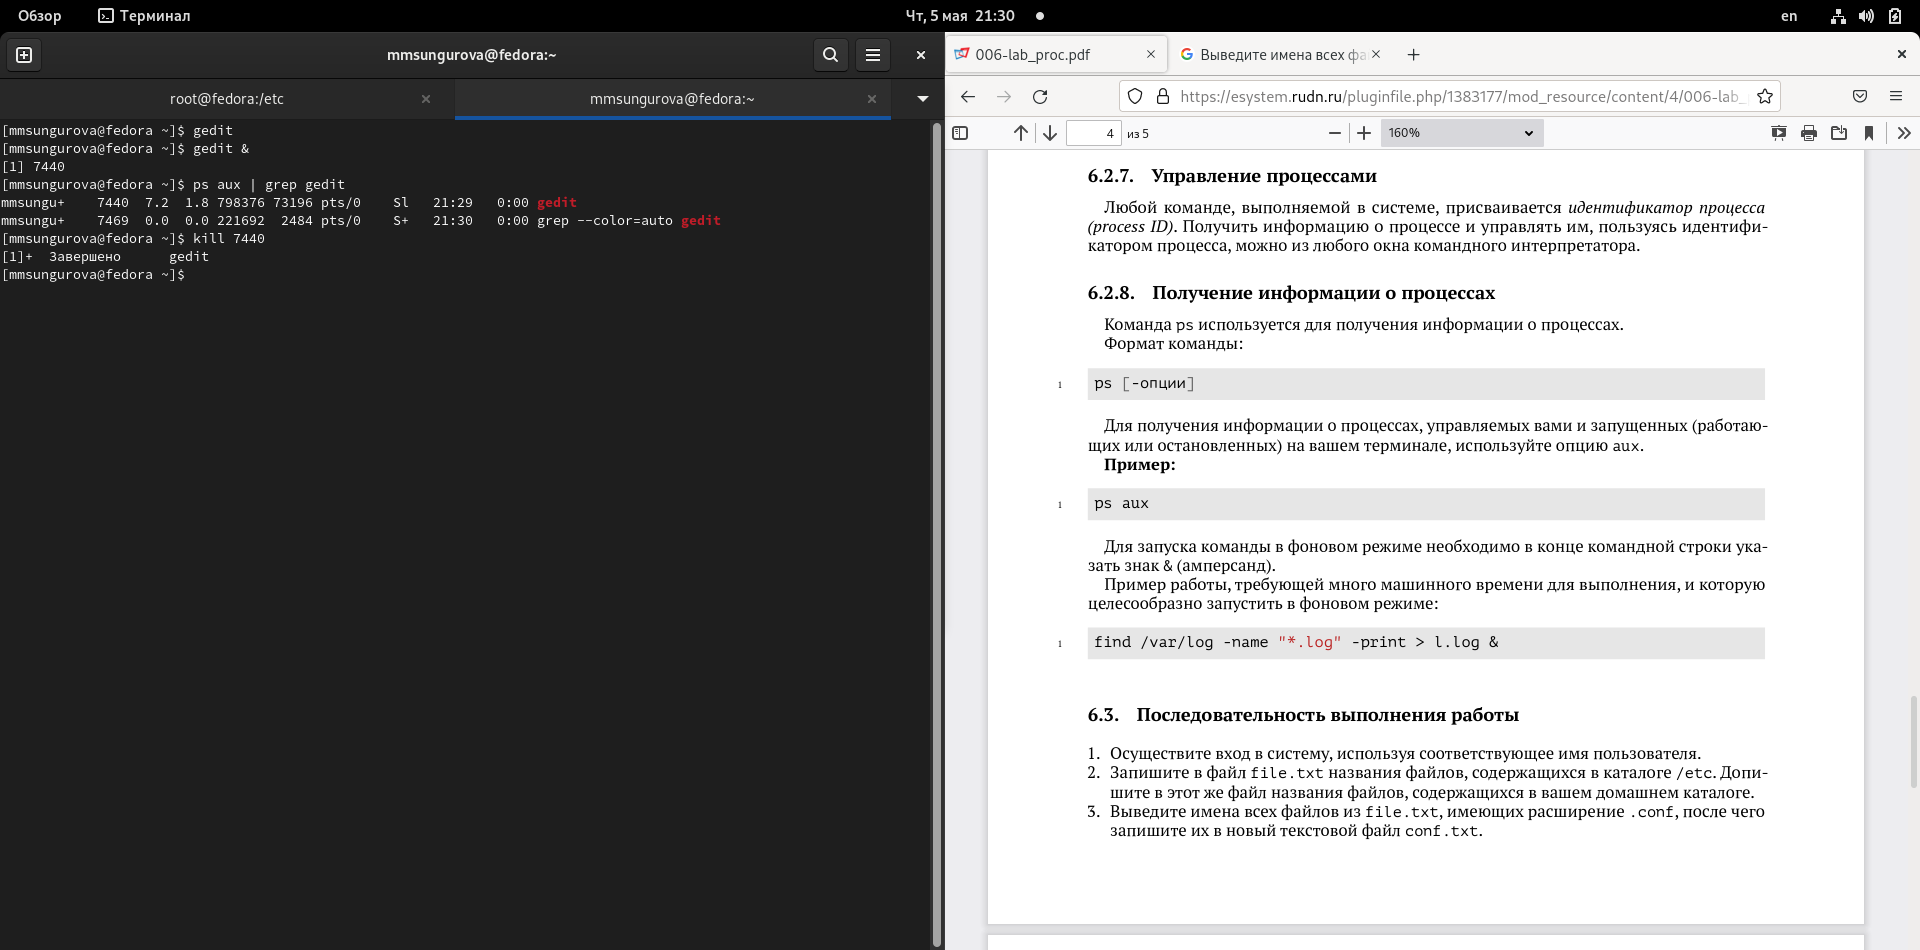 Обзор
Терминал
Чт, 5 мая 21:30
en
mmsungurova@fedora:~
root@fedora:/etc
mmsungurova@fedora:~
[mmsungurova@fedora ~]$ gedit
[mmsungurova@fedora ~]$ gedit &
[1] 7440
[mmsungurova@fedora ~]$ ps aux | grep gedit
mmsungu+    7440  7.2  1.8 798376 73196 pts/0    Sl   21:29   0:00 gedit
mmsungu+    7469  0.0  0.0 221692  2484 pts/0    S+   21:30   0:00 grep --color=auto gedit
[mmsungurova@fedora ~]$ kill 7440
[1]+  Завершено      gedit
[mmsungurova@fedora ~]$
006-lab_proc.pdf
Выведите имена всех фа
https://esystem.rudn.ru/pluginfile.php/1383177/mod_resource/content/4/006-lab_
4 из 5
160%
6.2.7. Управление процессами
Любой команде, выполняемой в системе, присваивается идентификатор процесса
(process ID). Получить информацию о процессе и управлять им, пользуясь идентифи-
катором процесса, можно из любого окна командного интерпретатора.
6.2.8. Получение информации о процессах
Команда ps используется для получения информации о процессах.
Формат команды:
1 ps [-опции]
Для получения информации о процессах, управляемых вами и запущенных (работаю-
щих или остановленных) на вашем терминале, используйте опцию aux.
Пример:
1 ps aux
Для запуска команды в фоновом режиме необходимо в конце командной строки ука-
зать знак & (амперсанд).
Пример работы, требующей много машинного времени для выполнения, и которую
целесообразно запустить в фоновом режиме:
1 find /var/log -name "*.log" -print > l.log &
6.3. Последовательность выполнения работы
1. Осуществите вход в систему, используя соответствующее имя пользователя.
2. Запишите в файл file.txt названия файлов, содержащихся в каталоге /etc. Допи-
шите в этот же файл названия файлов, содержащихся в вашем домашнем каталоге.
3. Выведите имена всех файлов из file.txt, имеющих расширение .conf, после чего
запишите их в новый текстовой файл conf.txt.